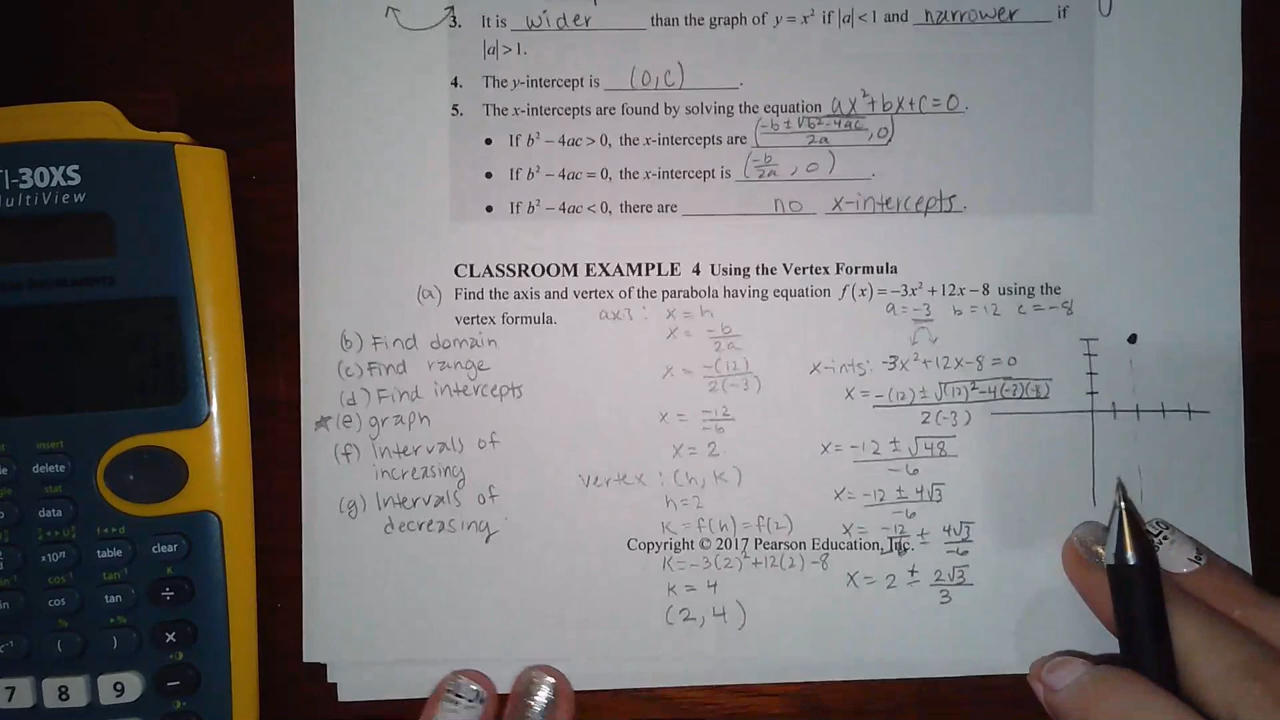 3. It is wider than the graph of y = x² if |a| < 1 and narrower if
|a| > 1.
4. The y-intercept is (0, c).
5. The x-intercepts are found by solving the equation ax²+bx+c=0.
• If b² − 4ac > 0, the x-intercepts are (-b ± √b²-4ac / 2a, 0)
• If b² − 4ac = 0, the x-intercept is (-b/2a, 0).
• If b² − 4ac < 0, there are no x-intercepts.
CLASSROOM EXAMPLE 4 Using the Vertex Formula
(a) Find the axis and vertex of the parabola having equation f(x) = −3x² + 12x − 8 using the
vertex formula.
a=-3 b=12 c=-8
(b) Find domain
(c) Find range
(d) Find intercepts
★(e) graph
(f) Intervals of
increasing
(g) Intervals of
decreasing
axs: x=h
x= -b/2a
x= -(12)/2(-3)
x= -12/-6
x=2
vertex: (h, k)
h=2
k=f(h)=f(2)
Copyright © 2017 Pearson Education, Inc.
k=-3(2)²+12(2)-8
k=4
(2,4)
x-ints: -3x²+12x-8=0
x= -(12)±√(12)²-4(-3)(-8) / 2(-3)
x= -12 ± √48 / -6
x= -12 ± 4√3 / -6
x= -12/-6 ± 4√3/-6
x= 2 ± 2√3/3
TI-30XS
MultiView
insert
delete
stat
data
table
clear
cos
tan
sin
(
)
×
7
8
9
−